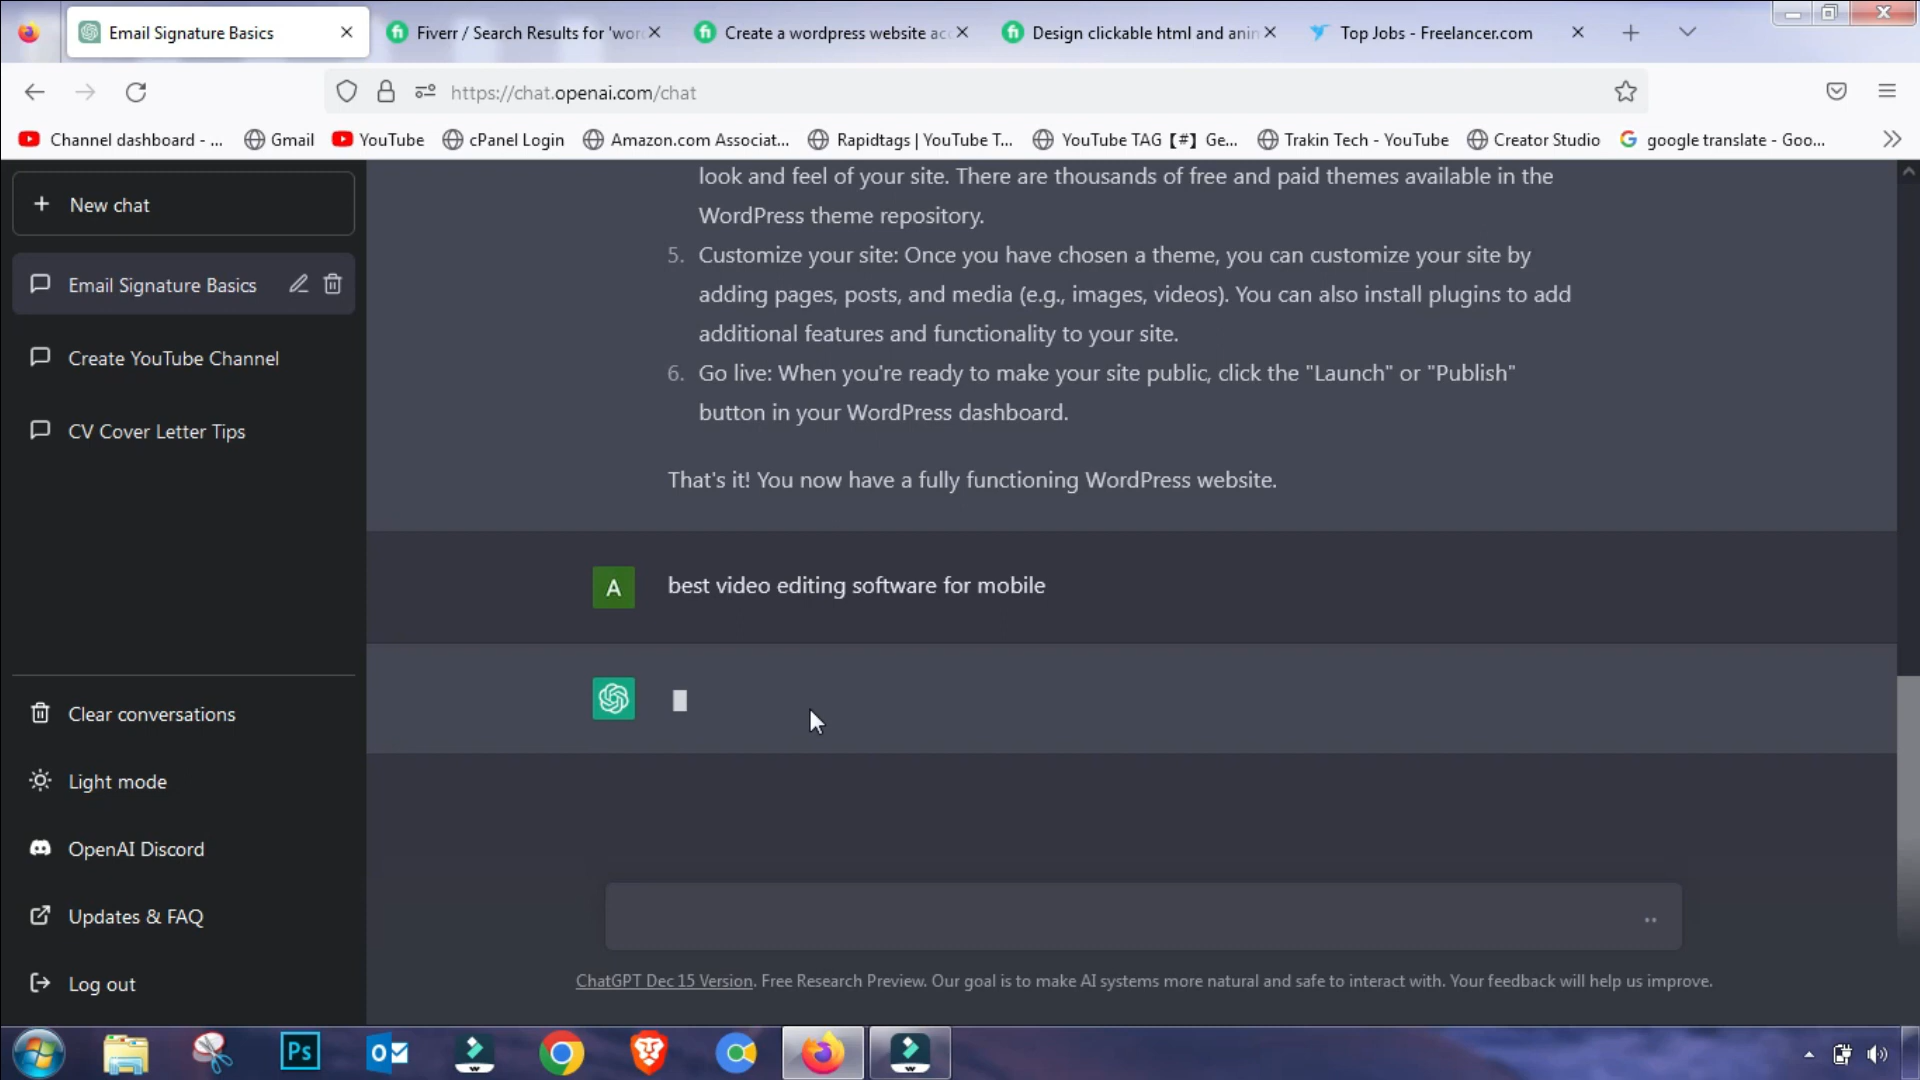 Email Signature Basics
Fiverr / Search Results for 'wor
Create a wordpress website ac
Design clickable html and anin
Top Jobs - Freelancer.com
https://chat.openai.com/chat
Channel dashboard - ...
Gmail
YouTube
cPanel Login
Amazon.com Associat...
Rapidtags | YouTube T...
YouTube TAG【#】Ge...
Trakin Tech - YouTube
Creator Studio
google translate - Goo...
New chat
Email Signature Basics
Create YouTube Channel
CV Cover Letter Tips
look and feel of your site. There are thousands of free and paid themes available in the
WordPress theme repository.
5. Customize your site: Once you have chosen a theme, you can customize your site by
adding pages, posts, and media (e.g., images, videos). You can also install plugins to add
additional features and functionality to your site.
6. Go live: When you're ready to make your site public, click the "Launch" or "Publish"
button in your WordPress dashboard.
That's it! You now have a fully functioning WordPress website.
A
best video editing software for mobile
Clear conversations
Light mode
OpenAI Discord
Updates & FAQ
Log out
ChatGPT Dec 15 Version. Free Research Preview. Our goal is to make AI systems more natural and safe to interact with. Your feedback will help us improve.
Ps